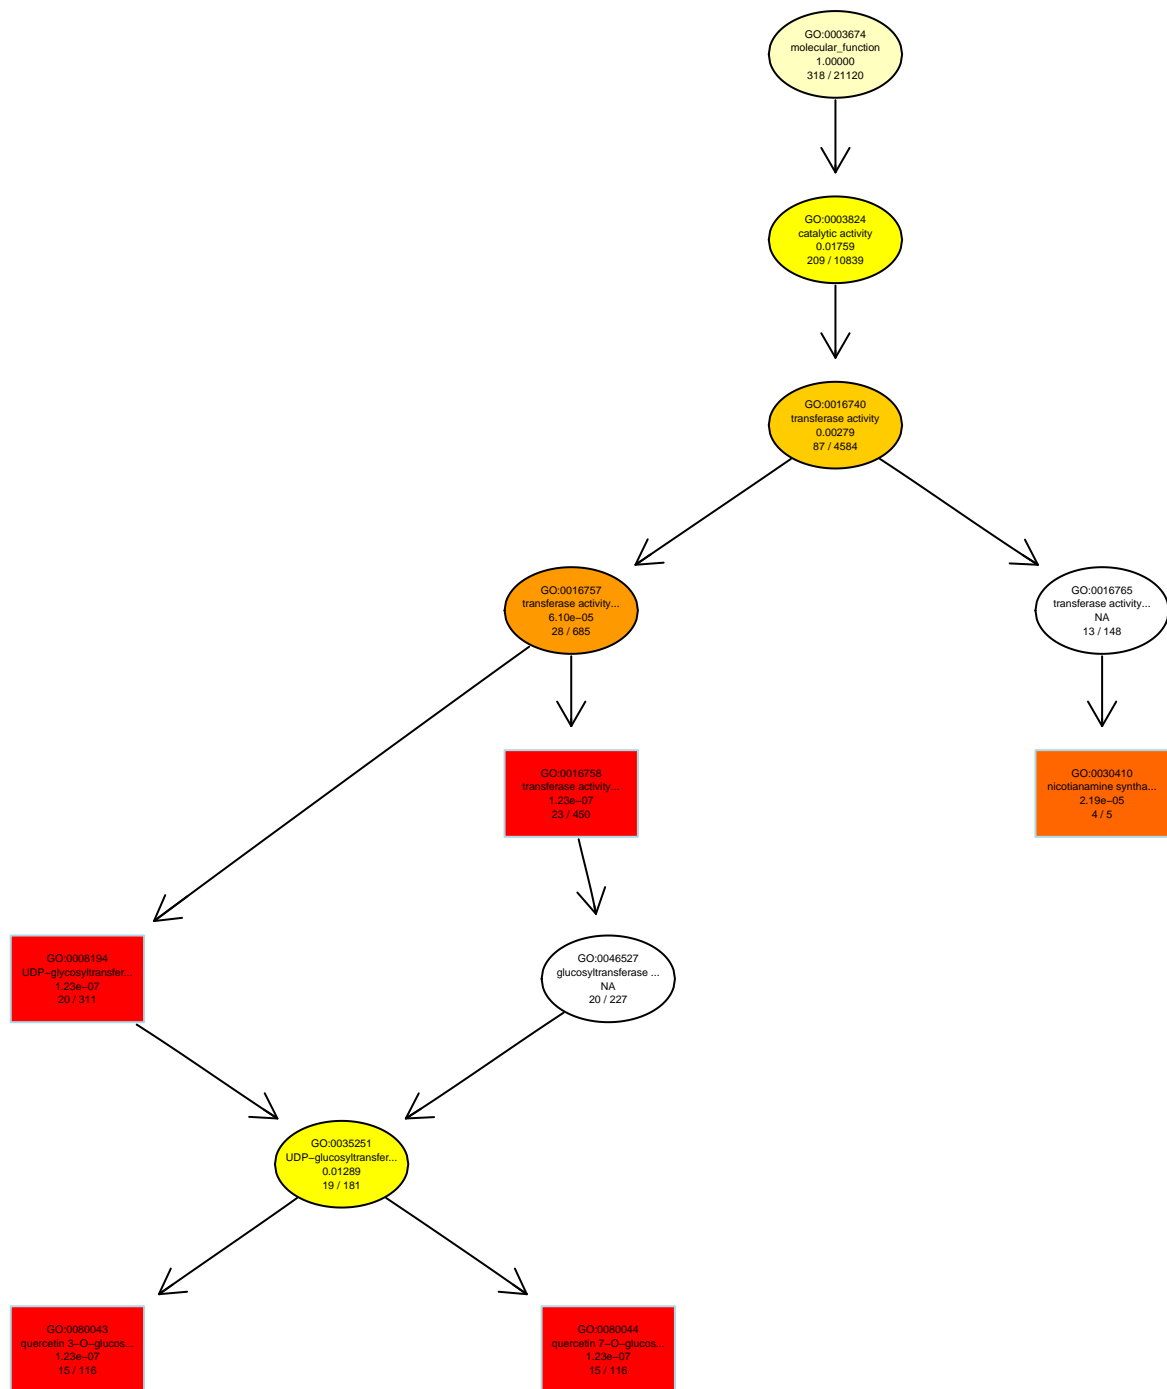 GO:0003674
molecular_function
1.00000
318 / 21120
GO:0003824
catalytic activity
0.01759
209 / 10839
GO:0016740
transferase activity
0.00279
87 / 4584
GO:0016757
transferase activity...
6.10e−05
28 / 685
GO:0016765
transferase activity...
NA
13 / 148
GO:0016758
transferase activity...
1.23e−07
23 / 450
GO:0030410
nicotianamine syntha...
2.19e−05
4 / 5
GO:0008194
UDP−glycosyltransfer...
1.23e−07
20 / 311
GO:0046527
glucosyltransferase ...
NA
20 / 227
GO:0035251
UDP−glucosyltransfer...
0.01289
19 / 181
GO:0080043
quercetin 3−O−glucos...
1.23e−07
15 / 116
GO:0080044
quercetin 7−O−glucos...
1.23e−07
15 / 116